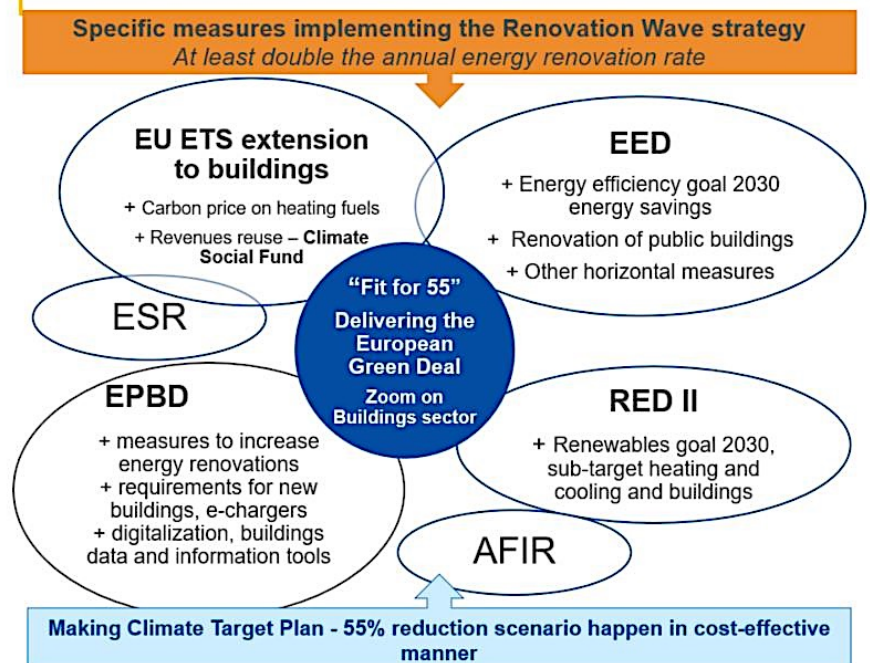 Specific measures implementing the Renovation Wave strategy
At least double the annual energy renovation rate
EU ETS extension
to buildings
+ Carbon price on heating fuels
+ Revenues reuse – Climate
Social Fund
EED
+ Energy efficiency goal 2030
energy savings
+ Renovation of public buildings
+ Other horizontal measures
ESR
“Fit for 55”
Delivering the
European
Green Deal
Zoom on
Buildings sector
EPBD
+ measures to increase
energy renovations
+ requirements for new
buildings, e-chargers
+ digitalization, buildings
data and information tools
RED II
+ Renewables goal 2030,
sub-target heating and
cooling and buildings
AFIR
Making Climate Target Plan - 55% reduction scenario happen in cost-effective
manner